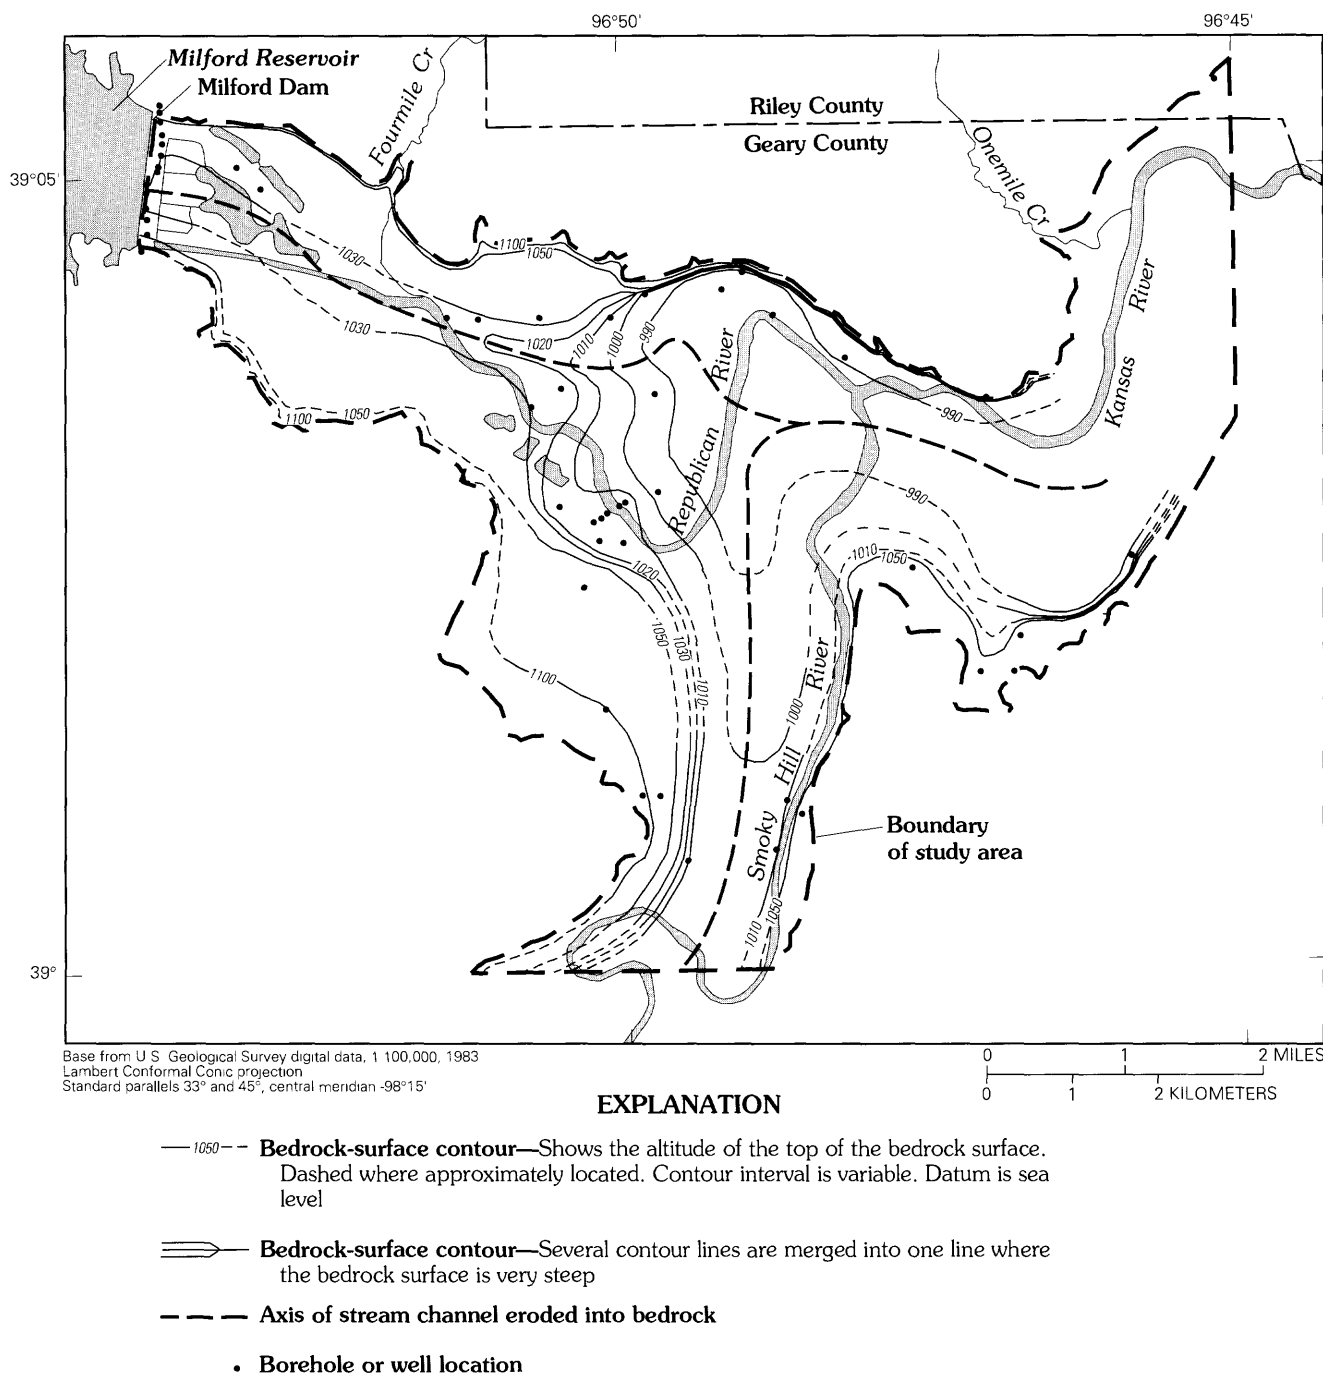 96°50'
96°45'
Milford Reservoir
Milford Dam
Fourmile Cr
Riley County
Geary County
Onemile Cr
39°05'
1030
1100
1050
1030
1020
1010
1000
990
Republican River
Kansas River
990
1100
1050
990
1010
1050
1020
1050
1030
1010
1100
1000
Smoky Hill River
Boundary
of study area
1010
1050
39°
Base from U S Geological Survey digital data, 1 100,000, 1983
Lambert Conformal Conic projection
Standard parallels 33° and 45°, central meridian -98°15'
0 1 2 MILES
0 1 2 KILOMETERS
EXPLANATION
1050 Bedrock-surface contour—Shows the altitude of the top of the bedrock surface.
Dashed where approximately located. Contour interval is variable. Datum is sea
level
Bedrock-surface contour—Several contour lines are merged into one line where
the bedrock surface is very steep
Axis of stream channel eroded into bedrock
Borehole or well location